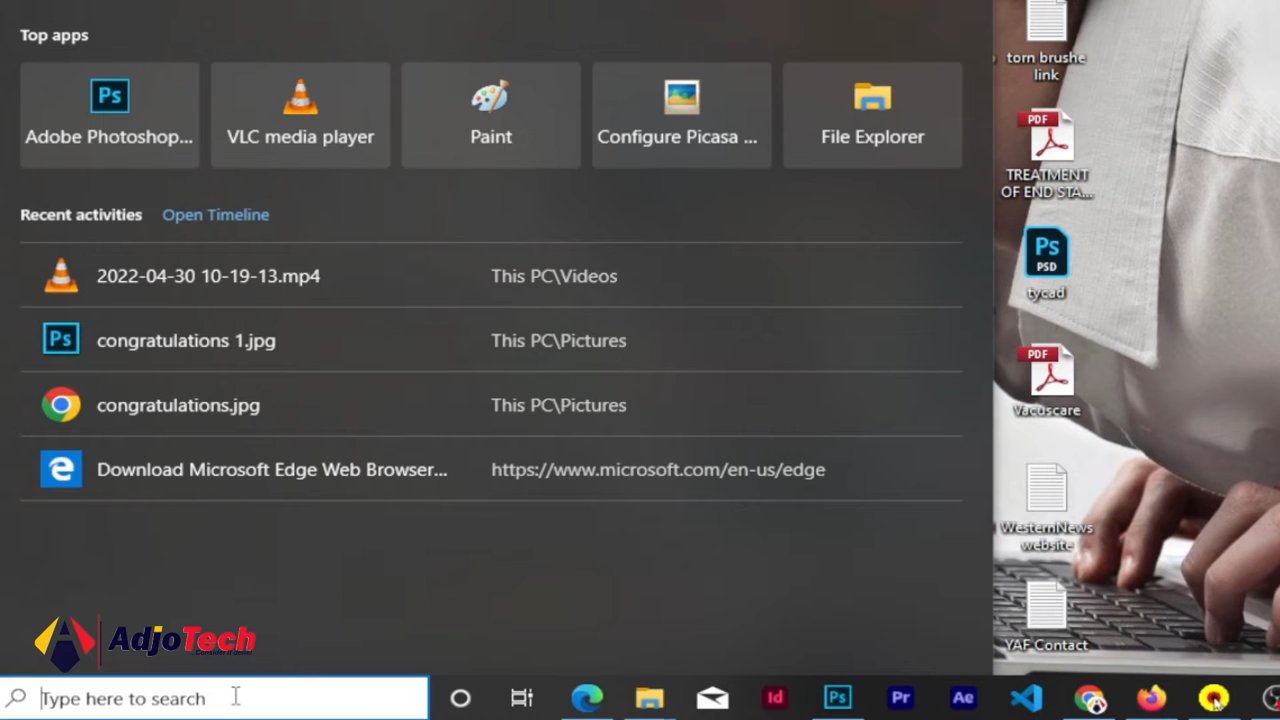 Top apps
Adobe Photoshop...
VLC media player
Paint
Configure Picasa ...
File Explorer
Recent activities
Open Timeline
2022-04-30 10-19-13.mp4
This PC\Videos
congratulations 1.jpg
This PC\Pictures
congratulations.jpg
This PC\Pictures
Download Microsoft Edge Web Browser...
https://www.microsoft.com/en-us/edge
torn brushe
link
PDF
TREATMENT
OF END STA...
Ps
PSD
tycad
PDF
Vacuscare
WesternNews
website
YAF Contact
AdjoTech
...Consider it done!
Type here to search
Id
Ps
Pr
Ae